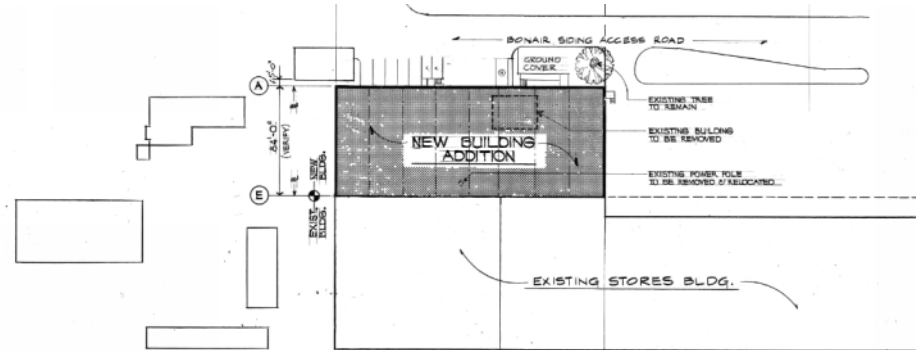 BONAIR SIDING ACCESS ROAD
GROUND
COVER
A
EXISTING TREE
TO REMAIN
84'-0"
(VERIFY)
EXISTING BUILDING
TO BE REMOVED
NEW BUILDING
ADDITION
NEW
BLDG.
EXISTING POWER POLE
TO BE REMOVED & RELOCATED
E
EXIST.
BLDG.
EXISTING STORES BLDG.